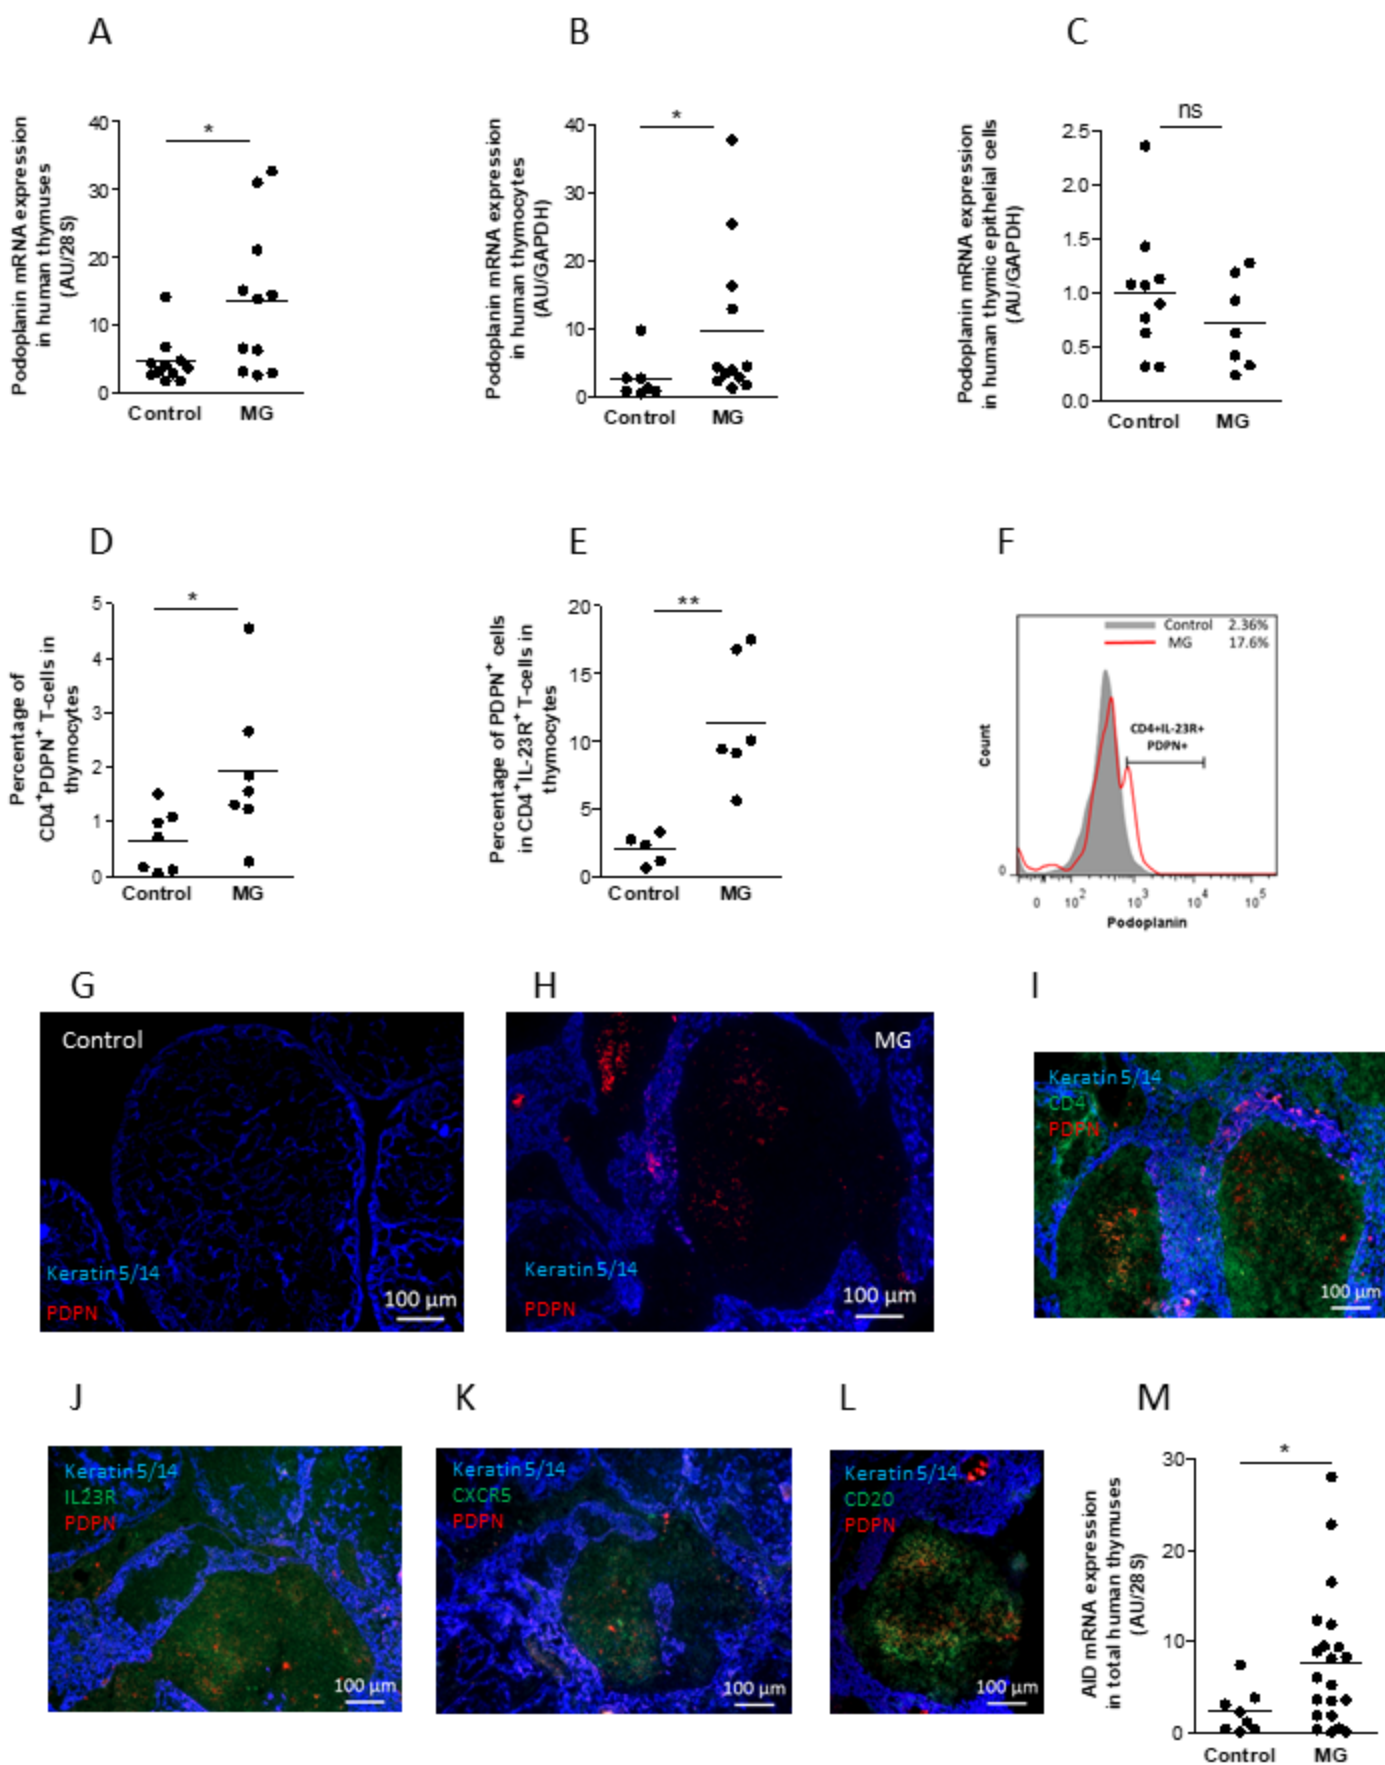 A
B
C
Podoplanin mRNA expression
in human thymuses
(AU/28S)
40
30
20
10
0
*
Control
MG
Podoplanin mRNA expression
in human thymocytes
(AU/GAPDH)
40
30
20
10
0
*
Control
MG
Podoplanin mRNA expression
in human thymic epithelial cells
(AU/GAPDH)
2.5
2.0
1.5
1.0
0.5
0.0
ns
Control
MG
D
E
F
Percentage of
CD4+PDPN+ T-cells in
thymocytes
5
4
3
2
1
0
*
Control
MG
Percentage of PDPN+ cells
in CD4+IL-23R+ T-cells in
thymocytes
20
15
10
5
0
**
Control
MG
Count
0
Control 2.36%
MG 17.6%
CD4+IL-23R+
PDPN+
0 10² 10³ 10⁴ 10⁵
Podoplanin
G
H
I
Control
Keratin 5/14
PDPN
100 µm
MG
Keratin 5/14
PDPN
100 µm
Keratin 5/14
CD4
PDPN
100 µm
J
K
L
M
Keratin 5/14
IL23R
PDPN
100 µm
Keratin 5/14
CXCR5
PDPN
100 µm
Keratin 5/14
CD20
PDPN
100 µm
AID mRNA expression
in total human thymuses
(AU/28S)
30
20
10
0
*
Control
MG